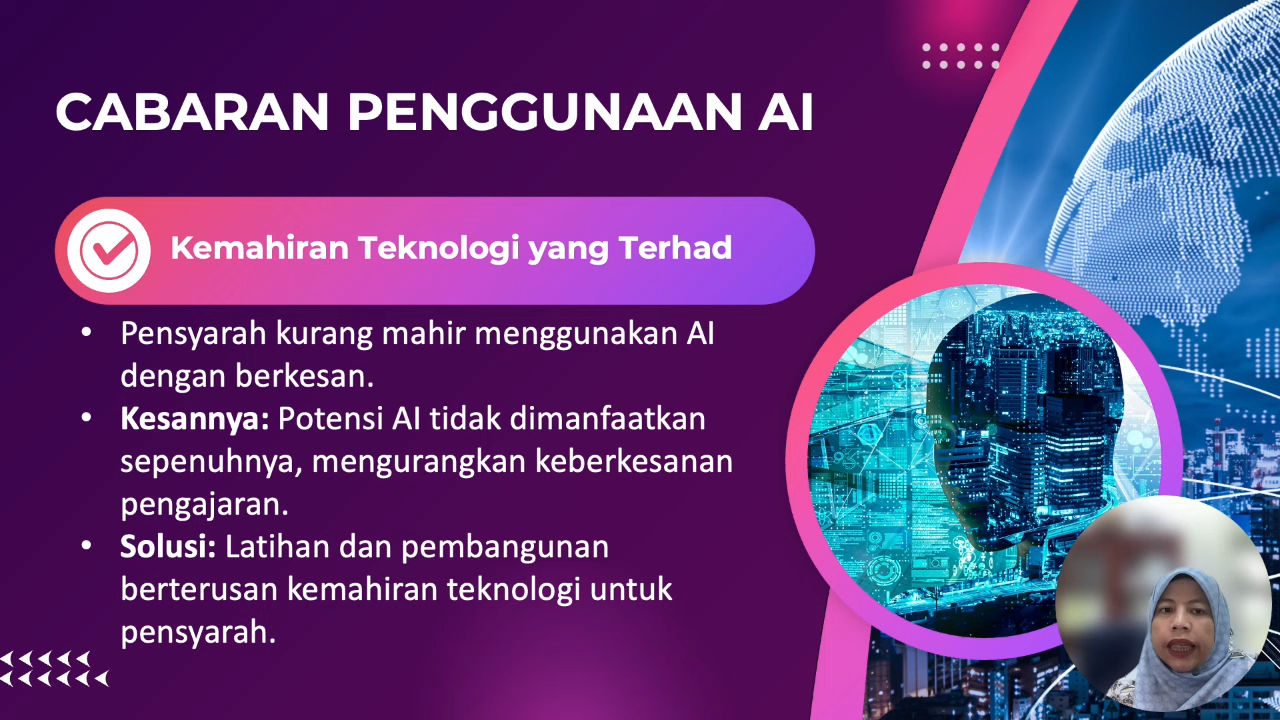 CABARAN PENGGUNAAN AI
Kemahiran Teknologi yang Terhad
• Pensyarah kurang mahir menggunakan AI
dengan berkesan.
• Kesannya: Potensi AI tidak dimanfaatkan
sepenuhnya, mengurangkan keberkesanan
pengajaran.
• Solusi: Latihan dan pembangunan
berterusan kemahiran teknologi untuk
pensyarah.